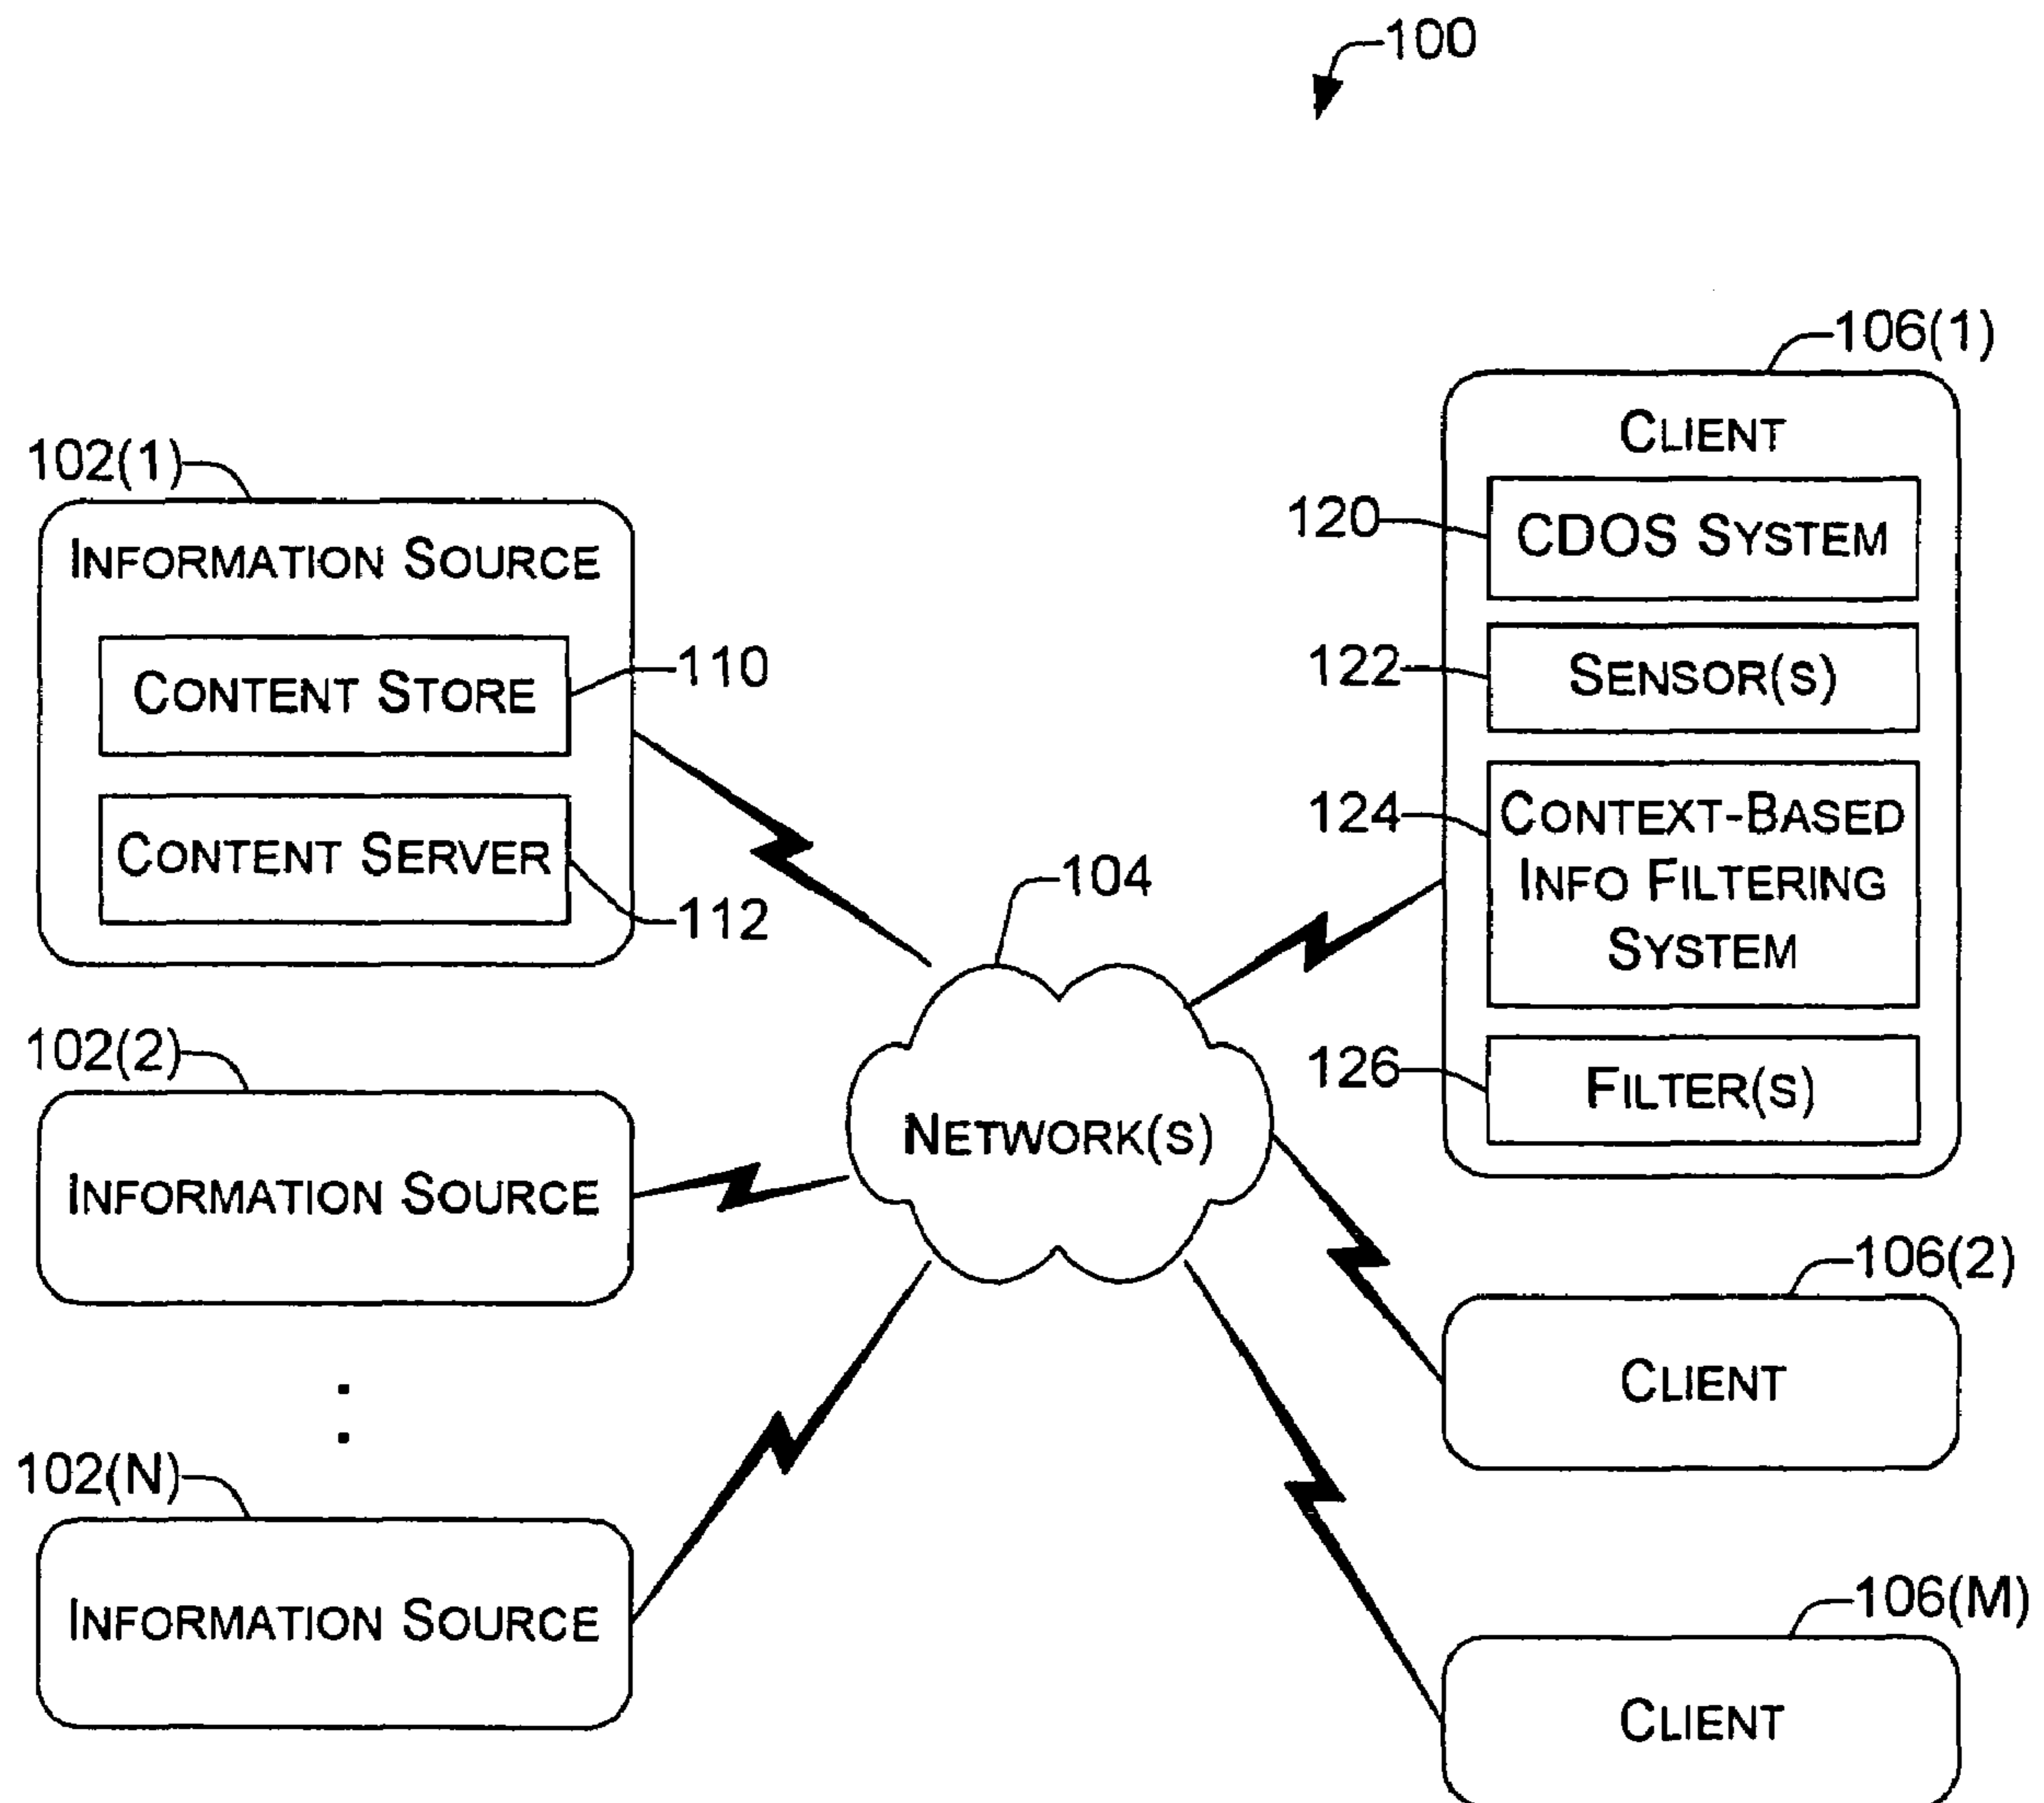 100
106(1)
CLIENT
102(1)
INFORMATION SOURCE
120
CDOS SYSTEM
CONTENT STORE
110
122
SENSOR(S)
CONTENT SERVER
112
124
CONTEXT-BASED
INFO FILTERING
SYSTEM
104
NETWORK(S)
126
FILTER(S)
102(2)
INFORMATION SOURCE
106(2)
CLIENT
102(N)
INFORMATION SOURCE
106(M)
CLIENT